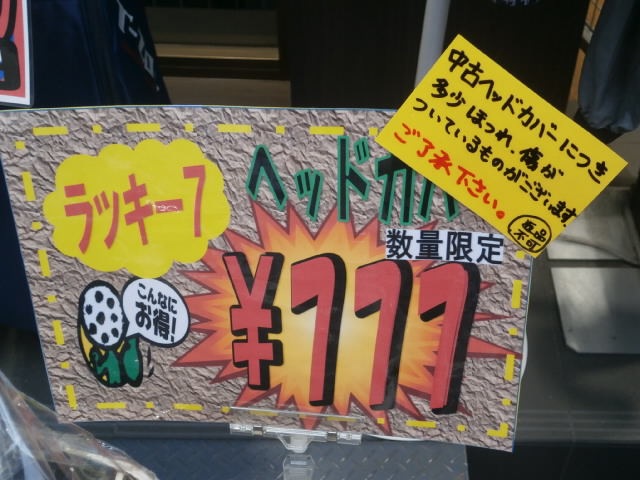 ラッキー7
ヘッドカバ
数量限定
¥777
こんなに
お得!
中古ヘッドカバーにつき
多少ほつれ、傷が
ついているものがございます。
ご了承下さい。
返品
不可